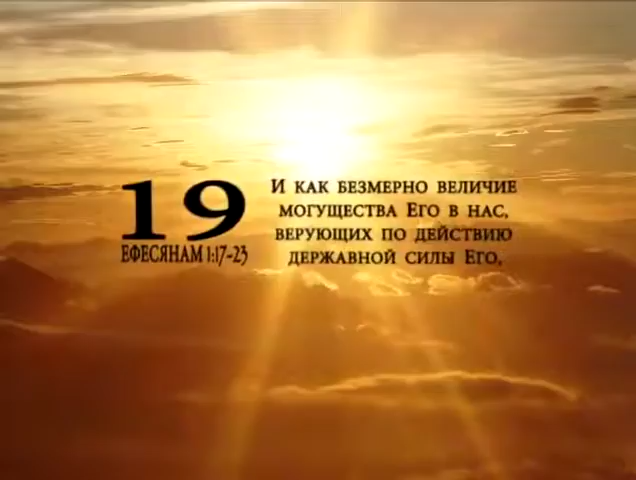 19
ЕФЕСЯНАМ 1:17-23
И КАК БЕЗМЕРНО ВЕЛИЧИЕ
МОГУЩЕСТВА ЕГО В НАС,
ВЕРУЮЩИХ ПО ДЕЙСТВИЮ
ДЕРЖАВНОЙ СИЛЫ ЕГО,